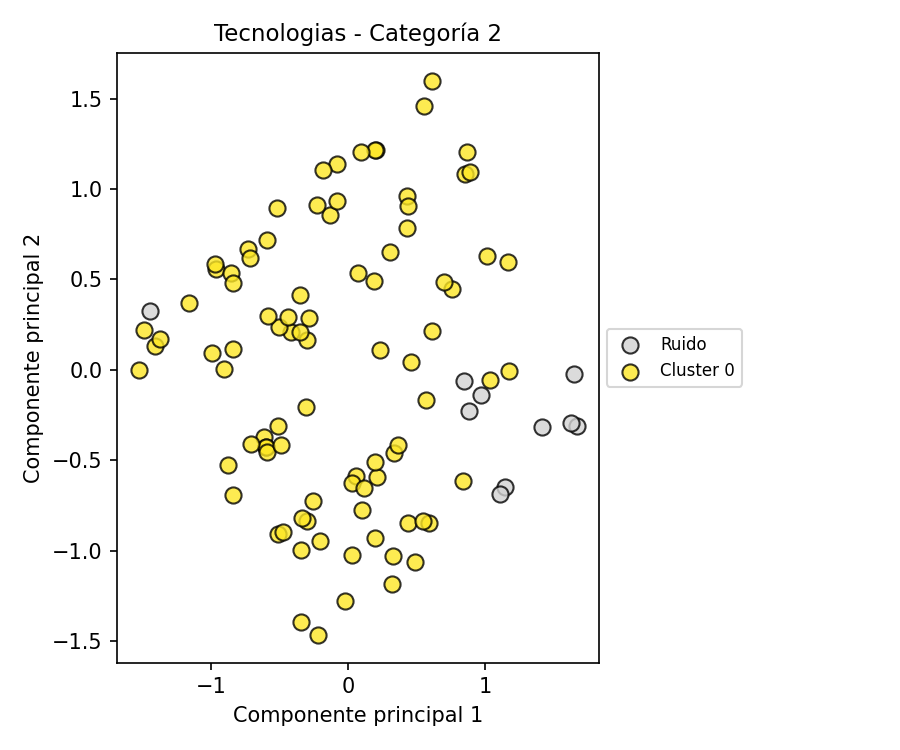 Tecnologias - Categoría 2
1.5
1.0
0.5
0.0
−0.5
−1.0
−1.5
Componente principal 2
−1
0
1
Componente principal 1
Ruido
Cluster 0